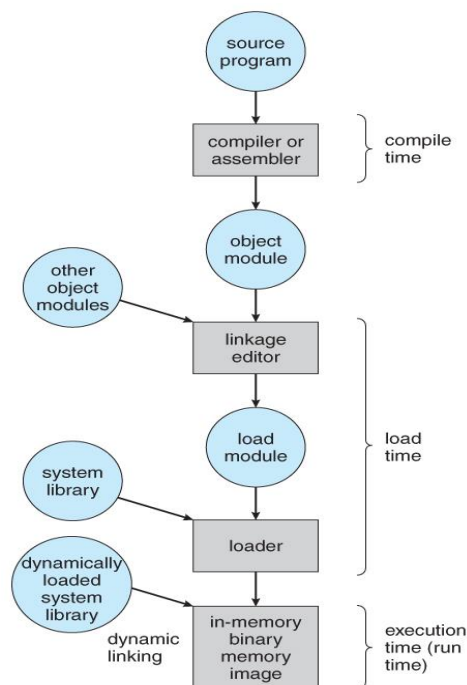 source
program
compiler or
assembler
compile
time
object
module
other
object
modules
linkage
editor
load
module
load
time
system
library
loader
dynamically
loaded
system
library
dynamic
linking
in-memory
binary
memory
image
execution
time (run
time)